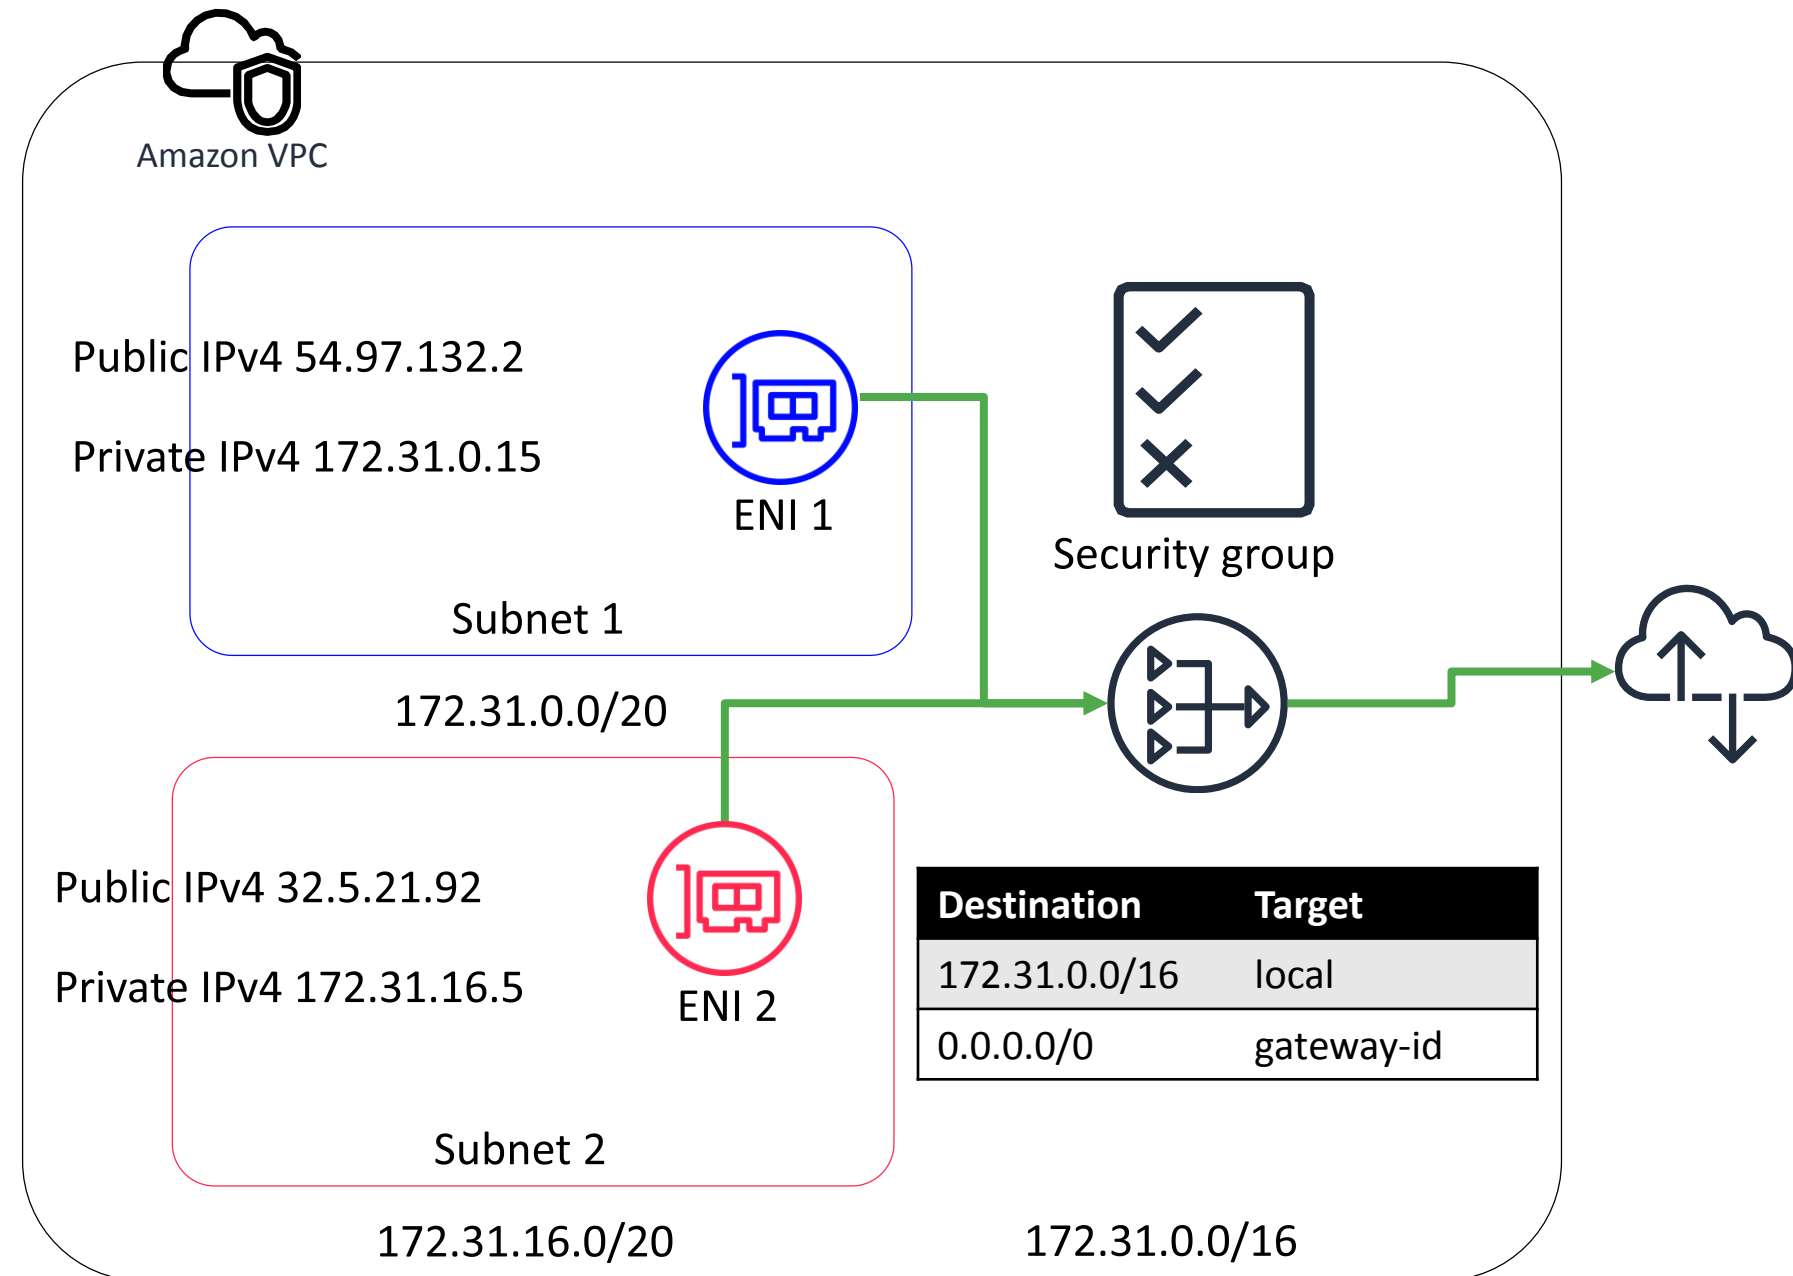 Amazon VPC
Public IPv4 54.97.132.2
Private IPv4 172.31.0.15
ENI 1
Subnet 1
172.31.0.0/20
Security group
Public IPv4 32.5.21.92
Private IPv4 172.31.16.5
ENI 2
Subnet 2
172.31.16.0/20
Destination Target
172.31.0.0/16 local
0.0.0.0/0 gateway-id
172.31.0.0/16